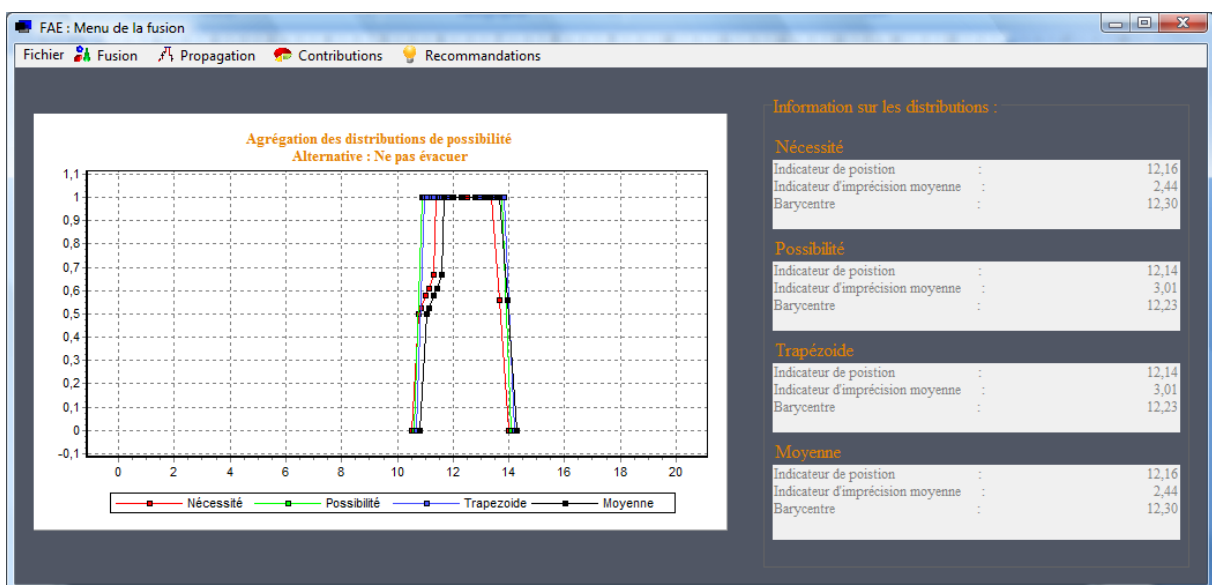 FAE : Menu de la fusion
Fichier Fusion Propagation Contributions Recommandations
Agrégation des distributions de possibilité
Alternative : Ne pas évacuer
1,1
1
0,9
0,8
0,7
0,6
0,5
0,4
0,3
0,2
0,1
0
-0,1
0 2 4 6 8 10 12 14 16 18 20
Nécessité Possibilité Trapezoide Moyenne
Information sur les distributions :
Nécessité
Indicateur de poistion : 12,16
Indicateur d'imprécision moyenne : 2,44
Barycentre : 12,30
Possibilité
Indicateur de poistion : 12,14
Indicateur d'imprécision moyenne : 3,01
Barycentre : 12,23
Trapézoide
Indicateur de poistion : 12,14
Indicateur d'imprécision moyenne : 3,01
Barycentre : 12,23
Moyenne
Indicateur de poistion : 12,16
Indicateur d'imprécision moyenne : 2,44
Barycentre : 12,30